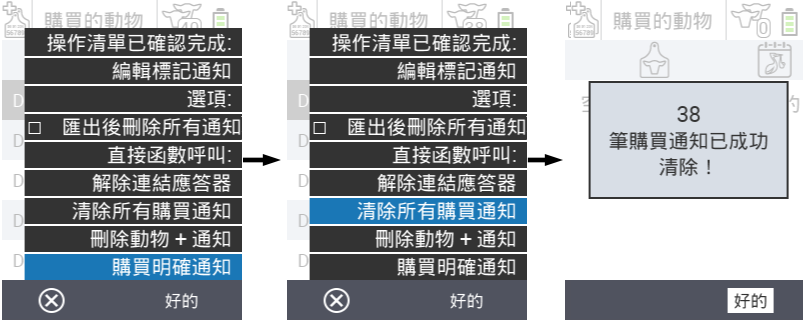 購買的動物
操作清單已確認完成:
編輯標記通知
選項:
匯出後刪除所有通知
直接函數呼叫:
解除連結應答器
清除所有購買通知
刪除動物 + 通知
購買明確通知
好的
購買的動物
操作清單已確認完成:
編輯標記通知
選項:
匯出後刪除所有通知
直接函數呼叫:
解除連結應答器
清除所有購買通知
刪除動物 + 通知
購買明確通知
好的
購買的動物
0
38
筆購買通知已成功
清除！
好的